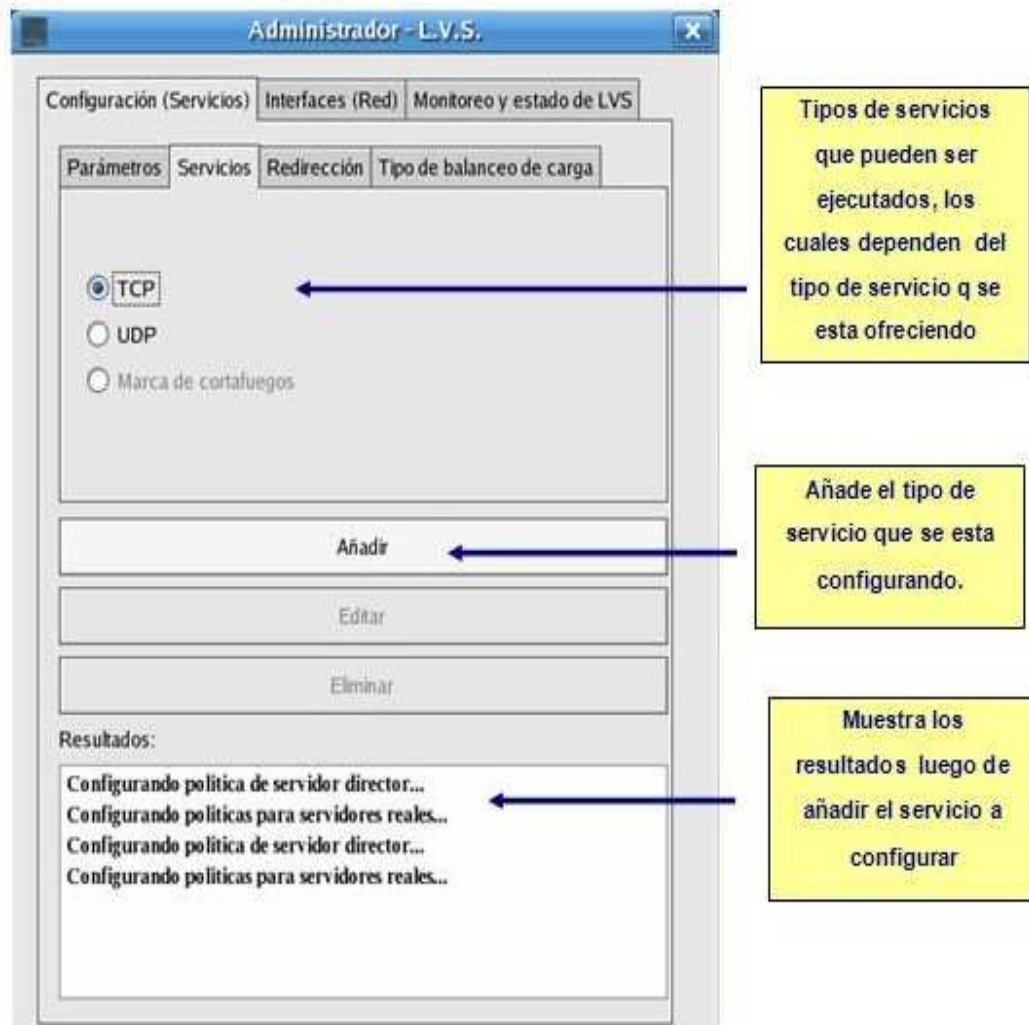 Administrador - L.V.S.
Configuración (Servicios) Interfaces (Red) Monitoreo y estado de LVS
Parámetros Servicios Redirección Tipo de balanceo de carga
TCP
UDP
Marca de cortafuegos
Añadir
Editar
Eliminar
Resultados:
Configurando politica de servidor director...
Configurando politicas para servidores reales...
Configurando politica de servidor director...
Configurando politicas para servidores reales...
Tipos de servicios
que pueden ser
ejecutados, los
cuales dependen del
tipo de servicio q se
esta ofreciendo
Añade el tipo de
servicio que se esta
configurando.
Muestra los
resultados luego de
añadir el servicio a
configurar